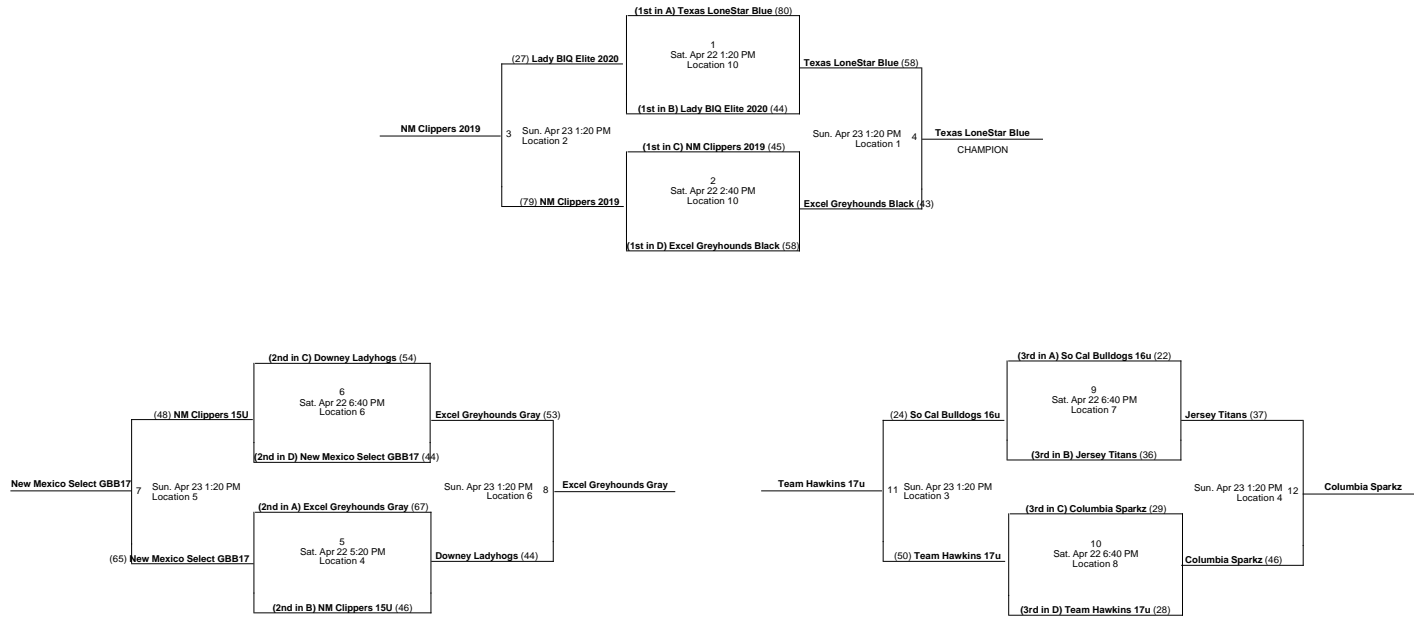 (1st in A) Texas LoneStar Blue (80)
1
Sat. Apr 22 1:20 PM
Location 10
(27) Lady BIQ Elite 2020
Texas LoneStar Blue (58)
(1st in B) Lady BIQ Elite 2020 (44)
NM Clippers 2019
3
Sun. Apr 23 1:20 PM
Location 2
Sun. Apr 23 1:20 PM
Location 1
4
Texas LoneStar Blue
CHAMPION
(1st in C) NM Clippers 2019 (45)
2
Sat. Apr 22 2:40 PM
Location 10
(79) NM Clippers 2019
Excel Greyhounds Black (43)
(1st in D) Excel Greyhounds Black (58)
(2nd in C) Downey Ladyhogs (54)
6
Sat. Apr 22 6:40 PM
Location 6
(48) NM Clippers 15U
Excel Greyhounds Gray (53)
(2nd in D) New Mexico Select GBB17 (44)
New Mexico Select GBB17
7
Sun. Apr 23 1:20 PM
Location 5
Sun. Apr 23 1:20 PM
Location 6
8
Excel Greyhounds Gray
(2nd in A) Excel Greyhounds Gray (67)
5
Sat. Apr 22 5:20 PM
Location 4
(65) New Mexico Select GBB17
Downey Ladyhogs (44)
(2nd in B) NM Clippers 15U (46)
(3rd in A) So Cal Bulldogs 16u (22)
9
Sat. Apr 22 6:40 PM
Location 7
(24) So Cal Bulldogs 16u
Jersey Titans (37)
(3rd in B) Jersey Titans (36)
Team Hawkins 17u
11
Sun. Apr 23 1:20 PM
Location 3
Sun. Apr 23 1:20 PM
Location 4
12
Columbia Sparkz
(3rd in C) Columbia Sparkz (29)
10
Sat. Apr 22 6:40 PM
Location 8
(50) Team Hawkins 17u
Columbia Sparkz (46)
(3rd in D) Team Hawkins 17u (28)